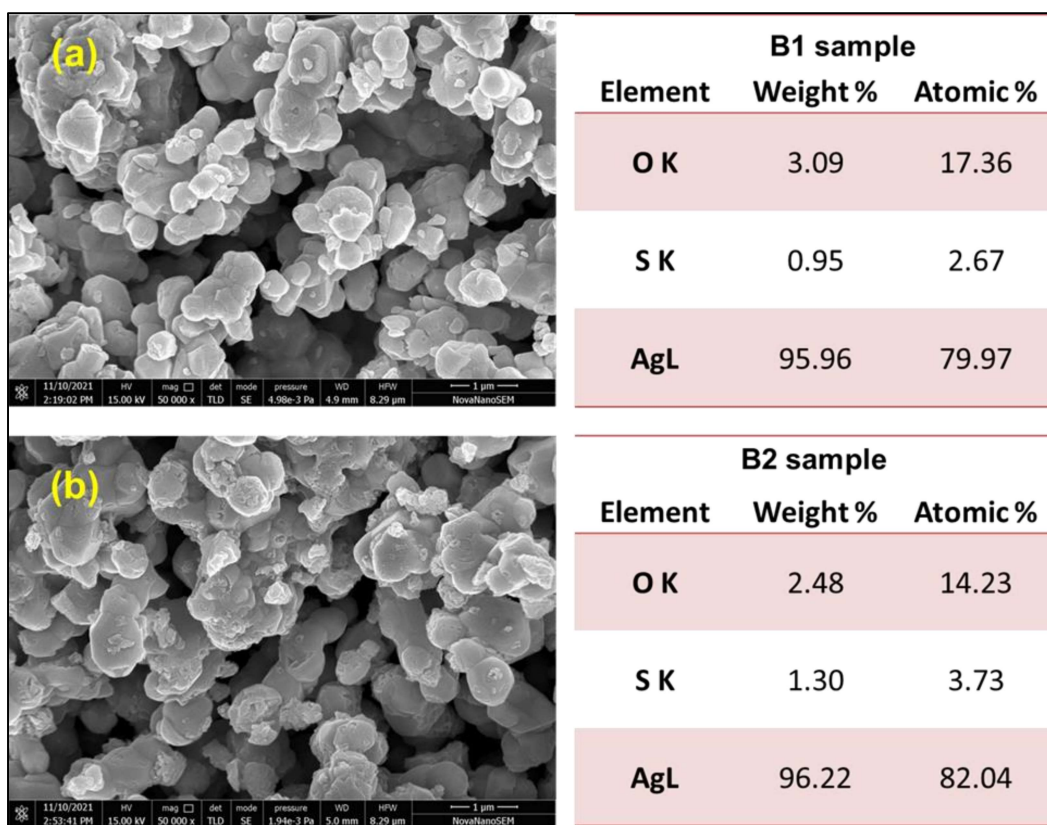 (a)
11/10/2021 HV mag det mode pressure WD HFW 1 µm
2:19:02 PM 15.00 kV 50 000 x TLD SE 4.98e-3 Pa 4.9 mm 8.29 µm NovaNanoSEM
B1 sample
Element Weight % Atomic %
O K 3.09 17.36
S K 0.95 2.67
AgL 95.96 79.97
(b)
11/10/2021 HV mag det mode pressure WD HFW 1 µm
2:53:41 PM 15.00 kV 50 000 x TLD SE 1.94e-3 Pa 5.0 mm 8.29 µm NovaNanoSEM
B2 sample
Element Weight % Atomic %
O K 2.48 14.23
S K 1.30 3.73
AgL 96.22 82.04